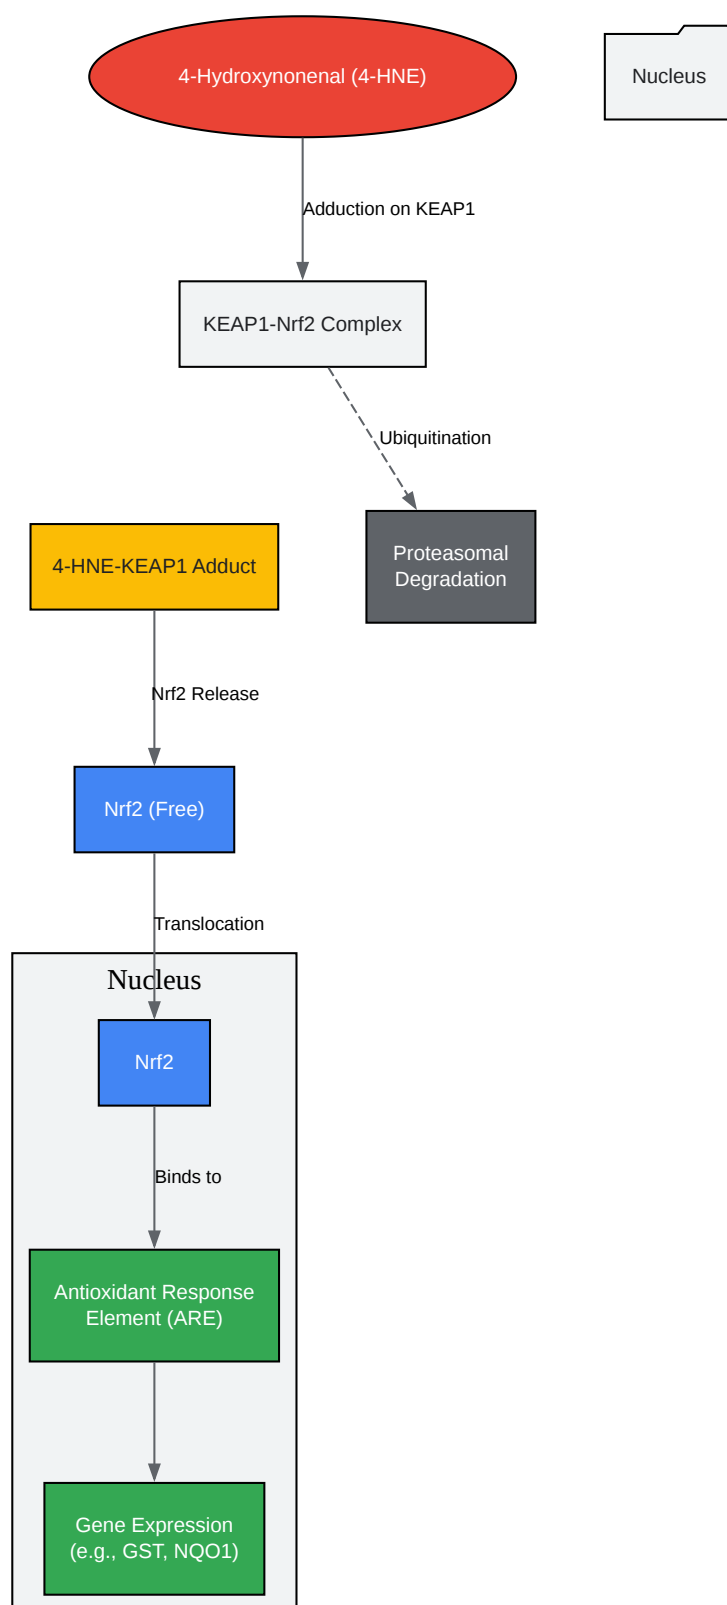 4-Hydroxynonenal (4-HNE)
Nucleus
Adduction on KEAP1
KEAP1-Nrf2 Complex
Ubiquitination
Proteasomal
Degradation
4-HNE-KEAP1 Adduct
Nrf2 Release
Nrf2 (Free)
Translocation
Nucleus
Nrf2
Binds to
Antioxidant Response
Element (ARE)
Gene Expression
(e.g., GST, NQO1)